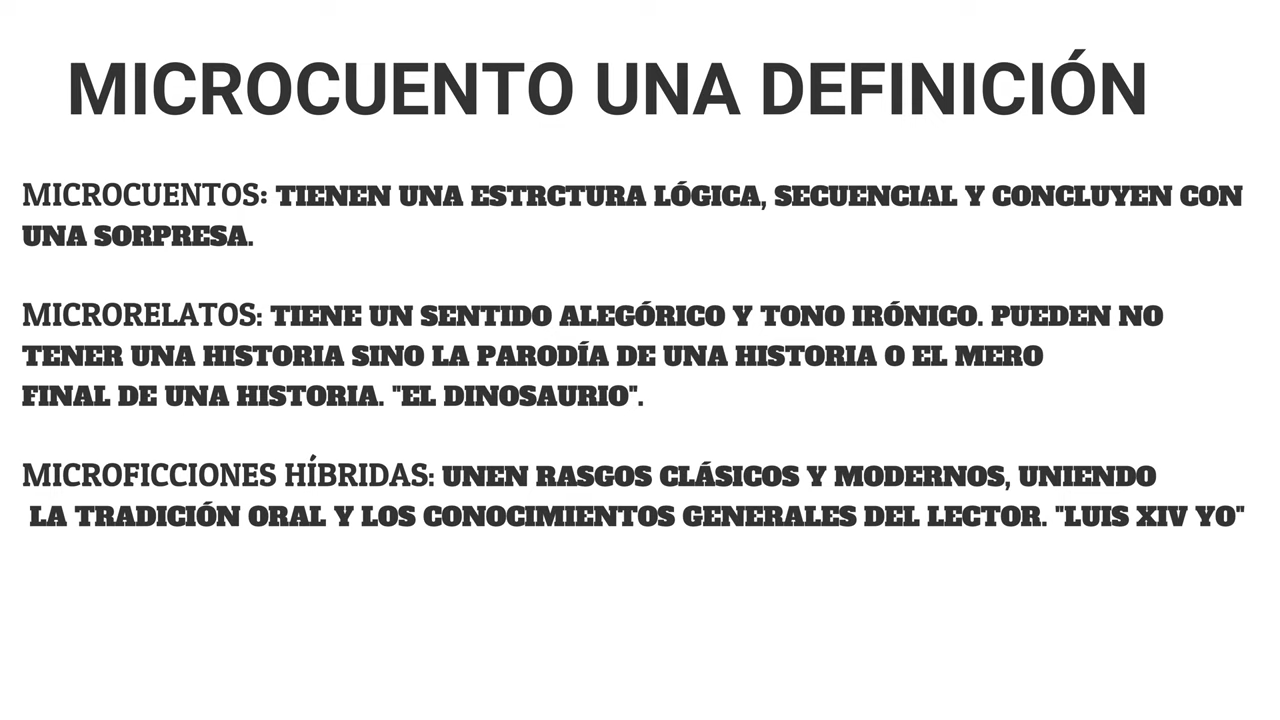 MICROCUENTO UNA DEFINICIÓN
MICROCUENTOS: TIENEN UNA ESTRCTURA LÓGICA, SECUENCIAL Y CONCLUYEN CON
UNA SORPRESA.
MICRORELATOS: TIENE UN SENTIDO ALEGÓRICO Y TONO IRÓNICO. PUEDEN NO
TENER UNA HISTORIA SINO LA PARODÍA DE UNA HISTORIA O EL MERO
FINAL DE UNA HISTORIA. "EL DINOSAURIO".
MICROFICCIONES HÍBRIDAS: UNEN RASGOS CLÁSICOS Y MODERNOS, UNIENDO
LA TRADICIÓN ORAL Y LOS CONOCIMIENTOS GENERALES DEL LECTOR. "LUIS XIV YO"